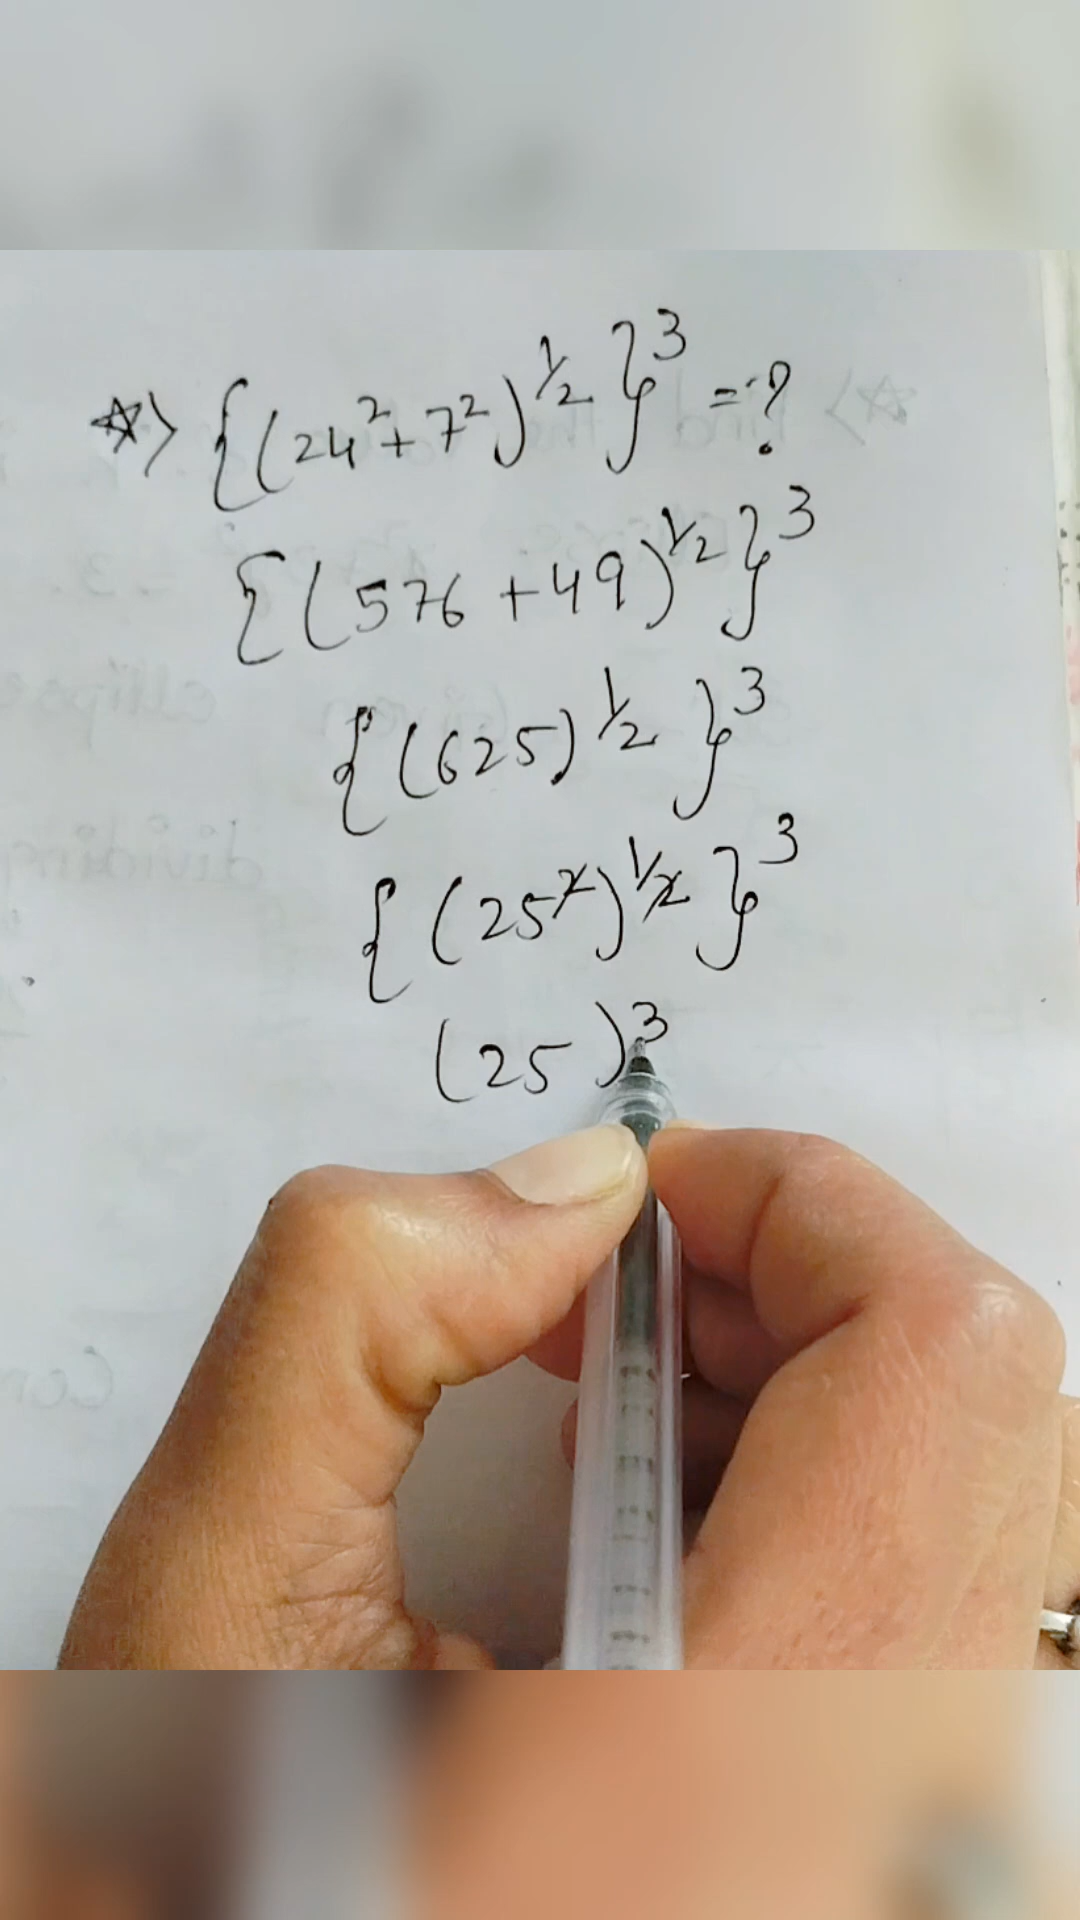 ☆> {(24²+7²)^1/2}³ =?
{(576+49)^1/2}³
{(625)^1/2}³
{(25²)^1/2}³
(25)³